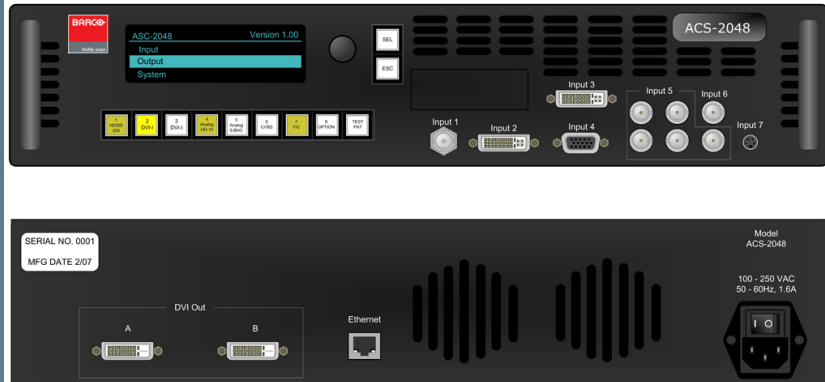 BARCO
Visibly yours
ASC-2048 Version 1.00
Input
Output
System
SEL
ESC
ACS-2048
1 HD/SD SDI
2 DVI-I
3 DVI-I
4 Analog HD-15
5 Analog 5-BNC
6 CVBS
7 Y/C
8 OPTION
TEST PAT
Input 1
Input 2
Input 3
Input 4
Input 5
Input 6
Input 7
SERIAL NO. 0001
MFG DATE 2/07
DVI Out
A
B
Ethernet
Model
ACS-2048
100 - 250 VAC
50 - 60Hz, 1.6A
I O